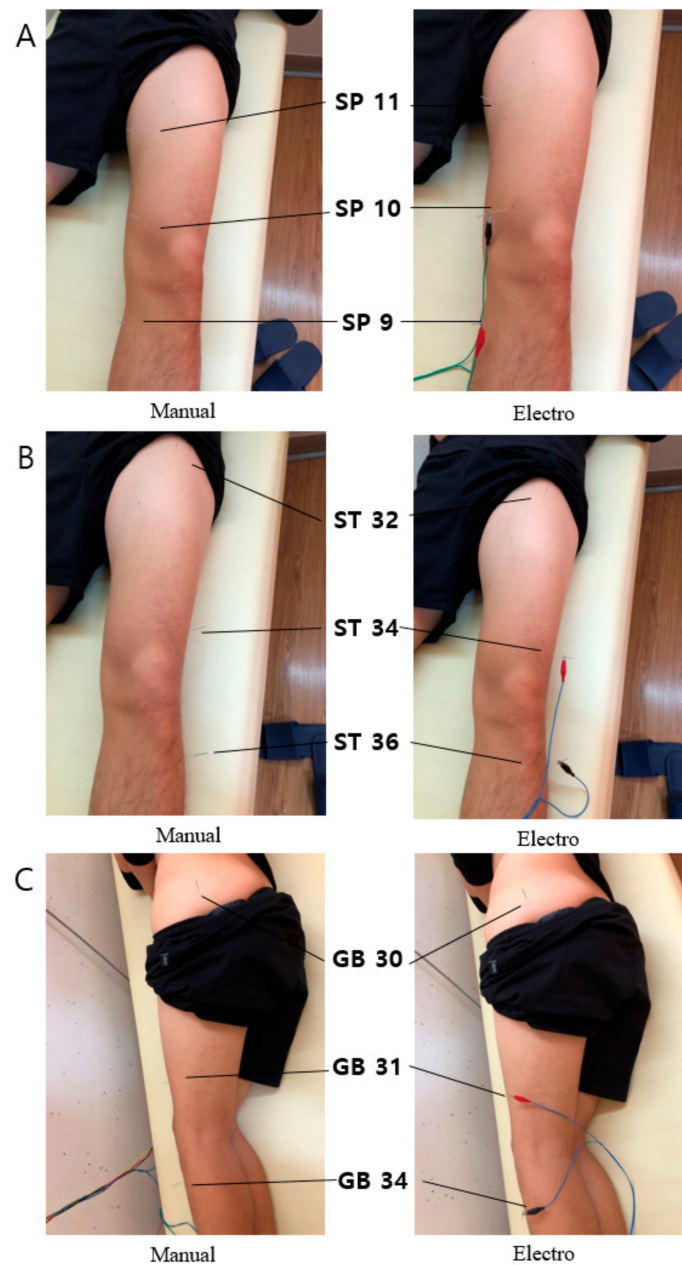 A
SP 11
SP 10
SP 9
Manual
Electro
B
ST 32
ST 34
ST 36
Manual
Electro
C
GB 30
GB 31
GB 34
Manual
Electro